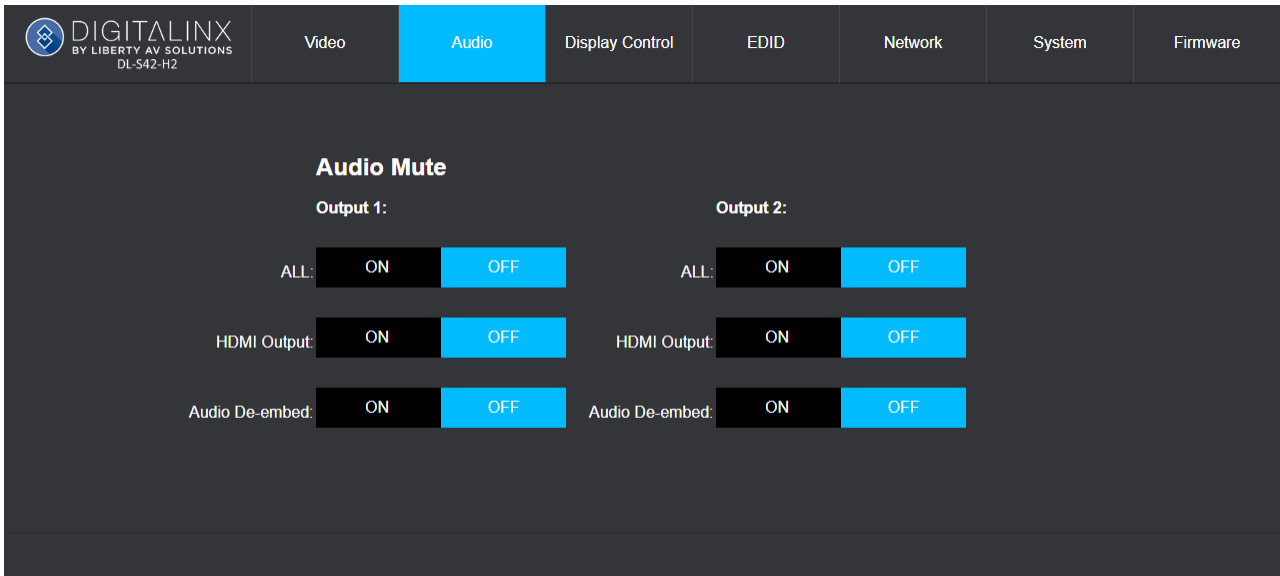 DIGITALINX
BY LIBERTY AV SOLUTIONS
DL-S42-H2
Video Audio Display Control EDID Network System Firmware
Audio Mute
Output 1: Output 2:
ALL: ON OFF ALL: ON OFF
HDMI Output: ON OFF HDMI Output: ON OFF
Audio De-embed: ON OFF Audio De-embed: ON OFF